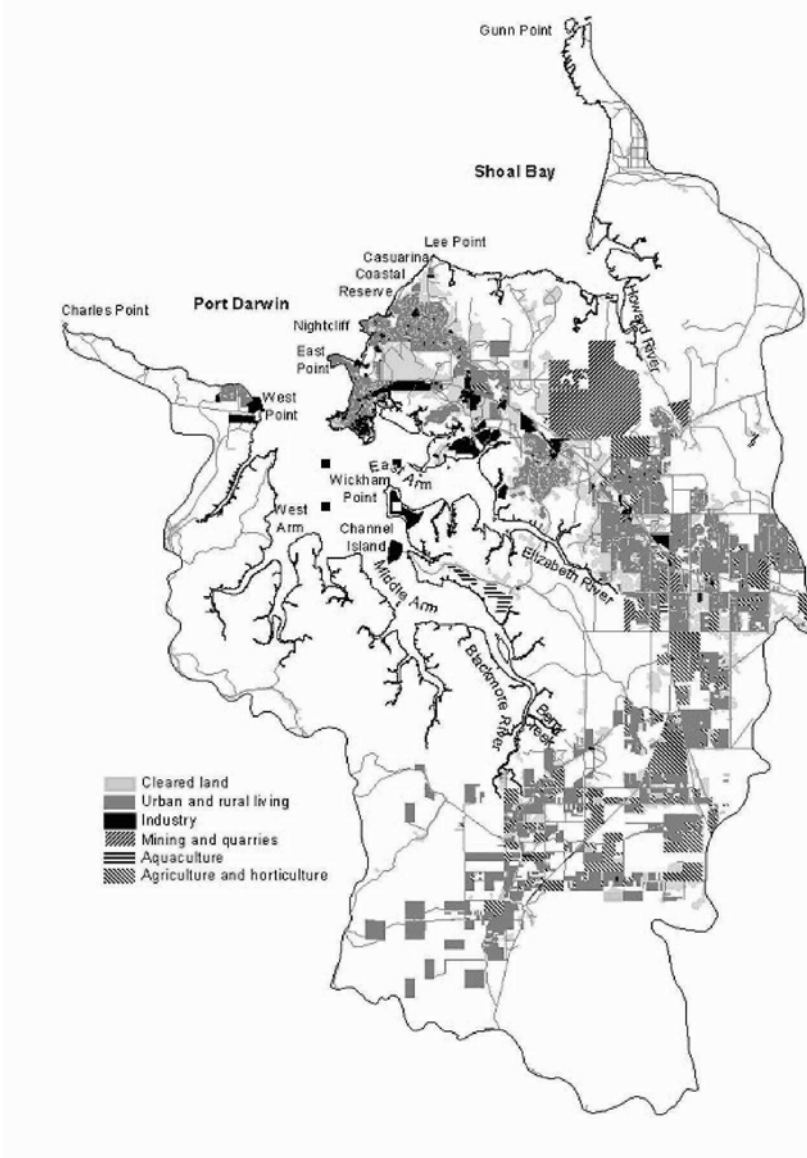 Gunn Point
Shoal Bay
Lee Point
Casuarina
Coastal
Reserve
Charles Point
Port Darwin
Nightcliff
East
Point
Howard River
West
Point
East Arm
Wickham
Point
West
Arm
Channel
Island
Elizabeth River
Middle Arm
Blackmore
River
Berry
Creek
Cleared land
Urban and rural living
Industry
Mining and quarries
Aquaculture
Agriculture and horticulture